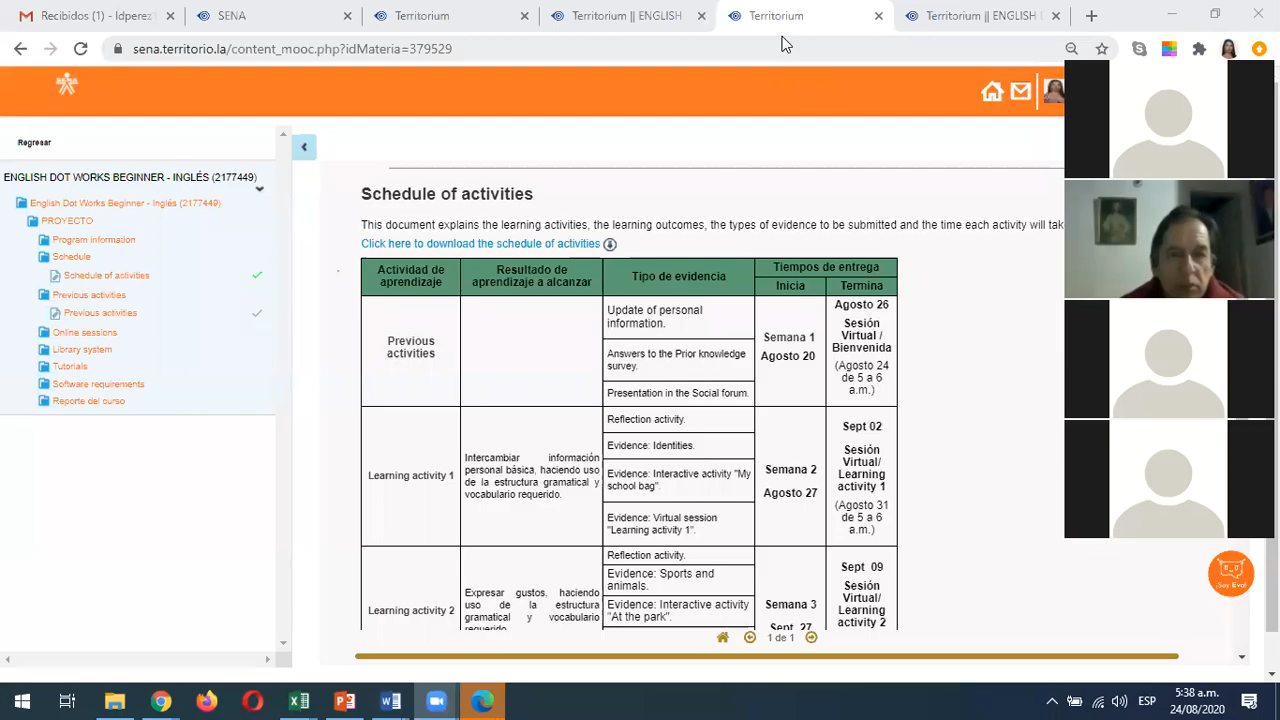 Recibidos (1) - Idperez
SENA
Territorium
Territorium || ENGLISH
Territorium
Territorium || ENGLISH
sena.territorio.la/content_mooc.php?idMateria=379529
Regresar
ENGLISH DOT WORKS BEGINNER - INGLÉS (2177449)
English Dot Works Beginner - Inglés (2177449)
PROYECTO
Program information
Schedule
Schedule of activities
Previous activities
Previous activities
Online sessions
Library system
Tutorials
Software requirements
Reporte del curso
Schedule of activities
This document explains the learning activities, the learning outcomes, the types of evidence to be submitted and the time each activity will tak
Click here to download the schedule of activities
Actividad de
aprendizaje
Resultado de
aprendizaje a alcanzar
Tipo de evidencia
Tiempos de entrega
Inicia
Termina
Previous
activities
Update of personal
information.
Answers to the Prior knowledge
survey.
Presentation in the Social forum.
Semana 1
Agosto 20
Agosto 26
Sesión
Virtual /
Bienvenida
(Agosto 24
de 5 a 6
a.m.)
Learning activity 1
Intercambiar información
personal básica, haciendo uso
de la estructura gramatical y
vocabulario requerido.
Reflection activity.
Evidence: Identities.
Evidence: Interactive activity "My
school bag".
Evidence: Virtual session
"Learning activity 1".
Semana 2
Agosto 27
Sept 02
Sesión
Virtual/
Learning
activity 1
(Agosto 31
de 5 a 6
a.m.)
Learning activity 2
Expresar gustos, haciendo
uso de la estructura
gramatical y vocabulario
requerido.
Reflection activity.
Evidence: Sports and
animals.
Evidence: Interactive activity
"At the park".
Semana 3
Sept 27
Sept 09
Sesión
Virtual/
Learning
activity 2
1 de 1
¡Soy Eva!
ESP
5:38 a.m.
24/08/2020